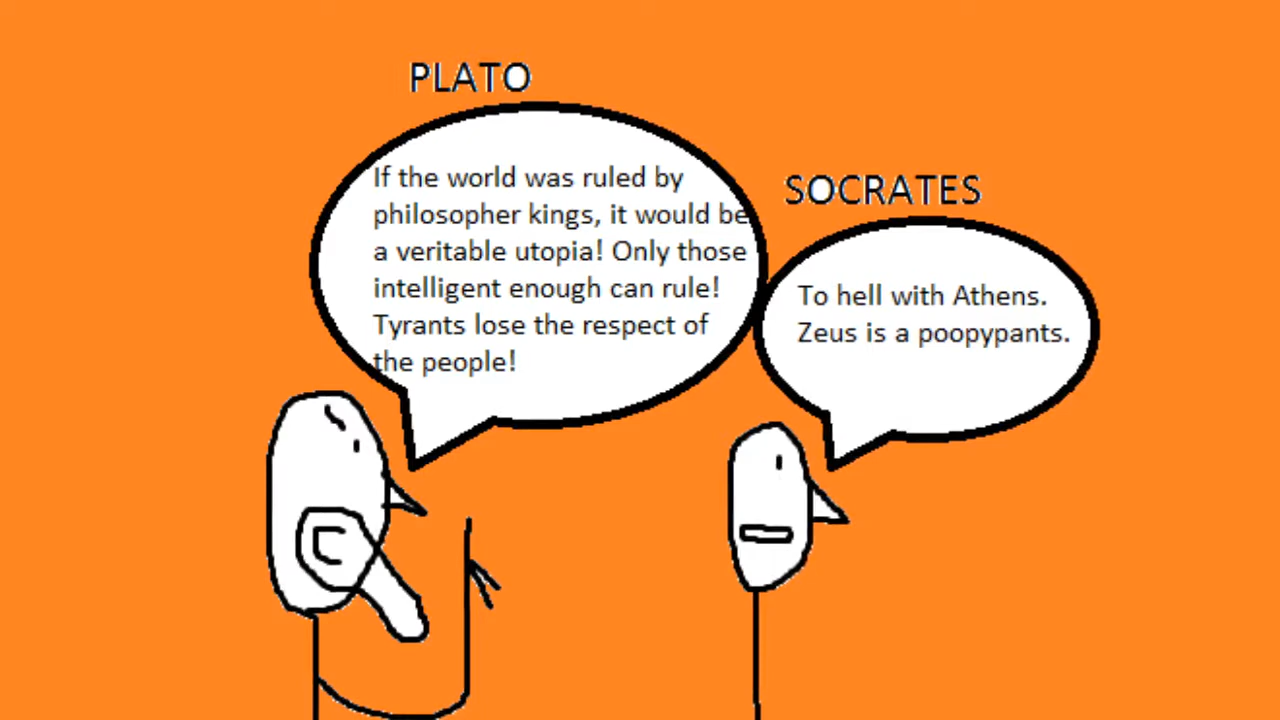 PLATO
If the world was ruled by
philosopher kings, it would be
a veritable utopia! Only those
intelligent enough can rule!
Tyrants lose the respect of
the people!
SOCRATES
To hell with Athens.
Zeus is a poopypants.